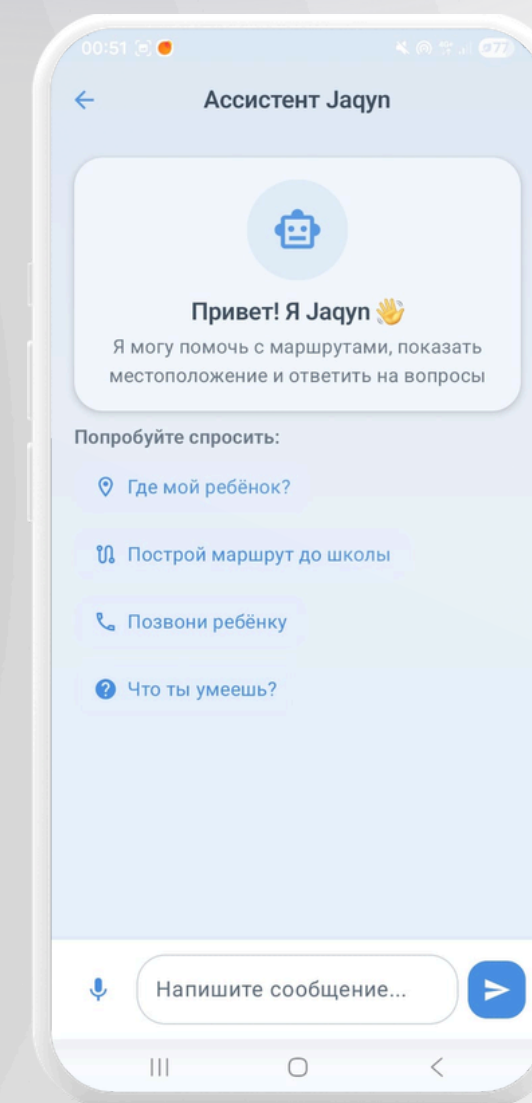 00:51
Ассистент Jaqyn
Привет! Я Jaqyn 👋
Я могу помочь с маршрутами, показать
местоположение и ответить на вопросы
Попробуйте спросить:
Где мой ребёнок?
Построй маршрут до школы
Позвони ребёнку
Что ты умеешь?
Напишите сообщение...